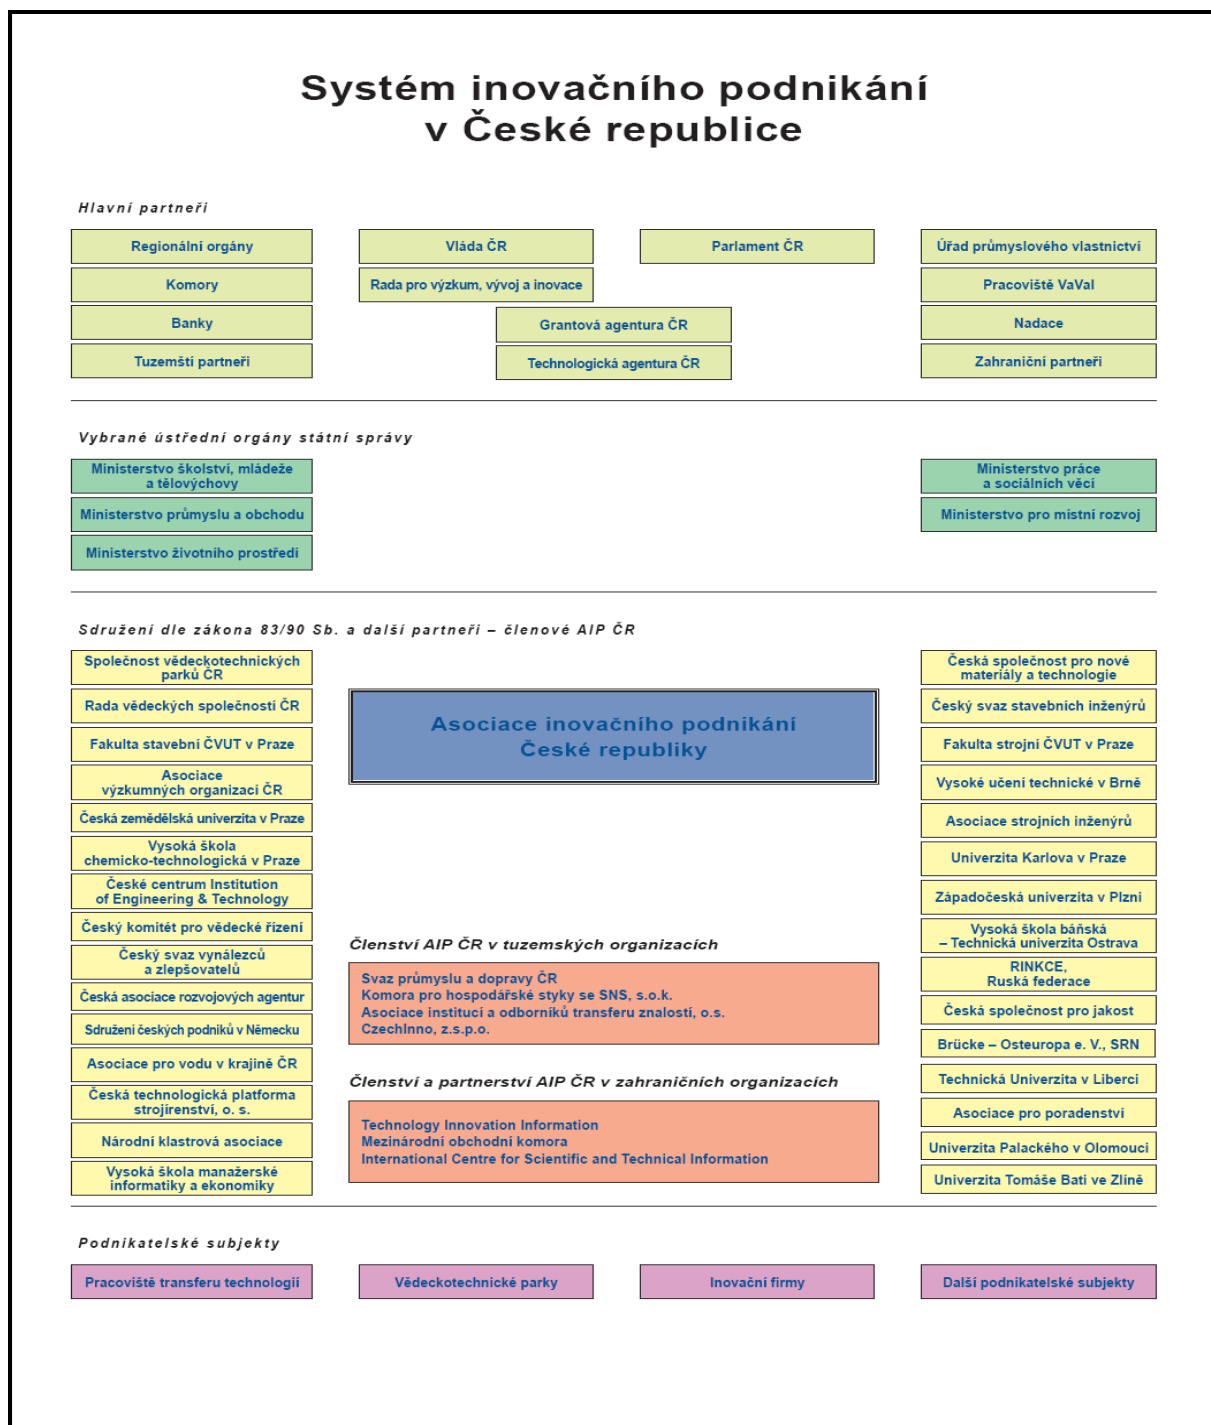 Systém inovačního podnikání
v České republice
Hlavní partneři
Regionální orgány
Vláda ČR
Parlament ČR
Úřad průmyslového vlastnictví
Komory
Rada pro výzkum, vývoj a inovace
Pracoviště VaVaI
Banky
Grantová agentura ČR
Nadace
Tuzemští partneři
Technologická agentura ČR
Zahraniční partneři
Vybrané ústřední orgány státní správy
Ministerstvo školství, mládeže
a tělovýchovy
Ministerstvo práce
a sociálních věcí
Ministerstvo průmyslu a obchodu
Ministerstvo pro místní rozvoj
Ministerstvo životního prostředí
Sdružení dle zákona 83/90 Sb. a další partneři – členové AIP ČR
Společnost vědeckotechnických
parků ČR
Rada vědeckých společností ČR
Fakulta stavební ČVUT v Praze
Asociace
výzkumných organizací ČR
Česká zemědělská univerzita v Praze
Vysoká škola
chemicko-technologická v Praze
České centrum Institution
of Engineering & Technology
Český komitét pro vědecké řízení
Český svaz vynálezců
a zlepšovatelů
Česká asociace rozvojových agentur
Sdružení českých podniků v Německu
Asociace pro vodu v krajině ČR
Česká technologická platforma
strojírenství, o. s.
Národní klastrová asociace
Vysoká škola manažerské
informatiky a ekonomiky
Asociace inovačního podnikání
České republiky
Členství AIP ČR v tuzemských organizacích
Svaz průmyslu a dopravy ČR
Komora pro hospodářské styky se SNS, s.o.k.
Asociace institucí a odborníků transferu znalostí, o.s.
CzechInno, z.s.p.o.
Členství a partnerství AIP ČR v zahraničních organizacích
Technology Innovation Information
Mezinárodní obchodní komora
International Centre for Scientific and Technical Information
Česká společnost pro nové
materiály a technologie
Český svaz stavebních inženýrů
Fakulta strojní ČVUT v Praze
Vysoké učení technické v Brně
Asociace strojních inženýrů
Univerzita Karlova v Praze
Západočeská univerzita v Plzni
Vysoká škola báňská
– Technická univerzita Ostrava
RINKCE,
Ruská federace
Česká společnost pro jakost
Brücke – Osteuropa e. V., SRN
Technická Univerzita v Liberci
Asociace pro poradenství
Univerzita Palackého v Olomouci
Univerzita Tomáše Bati ve Zlíně
Podnikatelské subjekty
Pracoviště transferu technologií
Vědeckotechnické parky
Inovační firmy
Další podnikatelské subjekty